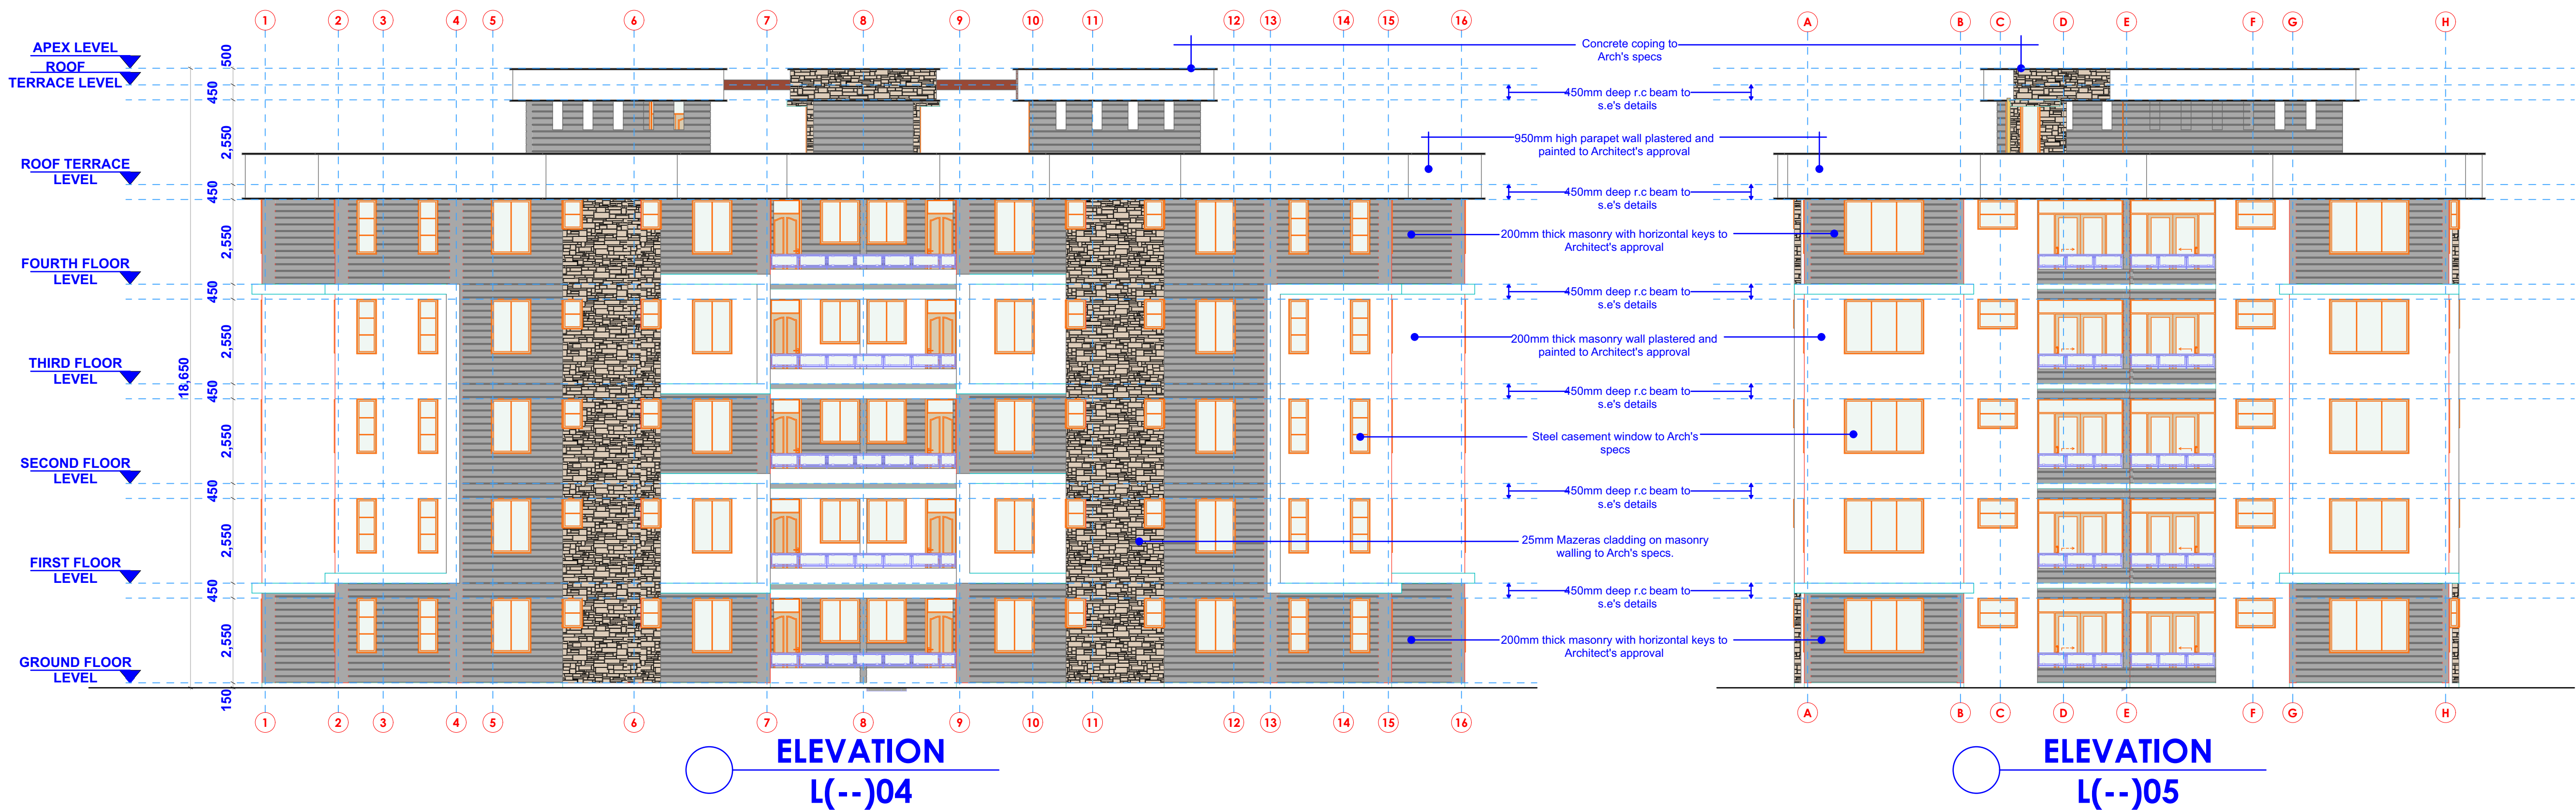 1 2 3 4 5 6 7 8 9 10 11 12 13 14 15 16
A B C D E F G H
APEX LEVEL
ROOF
TERRACE LEVEL
ROOF TERRACE
LEVEL
FOURTH FLOOR
LEVEL
THIRD FLOOR
LEVEL
SECOND FLOOR
LEVEL
FIRST FLOOR
LEVEL
GROUND FLOOR
LEVEL
18,650
500
450
2,550
450
2,550
450
2,550
450
2,550
450
2,550
450
2,550
150
Concrete coping to
Arch's specs
450mm deep r.c beam to
s.e's details
950mm high parapet wall plastered and
painted to Architect's approval
450mm deep r.c beam to
s.e's details
200mm thick masonry with horizontal keys to
Architect's approval
450mm deep r.c beam to
s.e's details
200mm thick masonry wall plastered and
painted to Architect's approval
450mm deep r.c beam to
s.e's details
Steel casement window to Arch's
specs
450mm deep r.c beam to
s.e's details
25mm Mazeras cladding on masonry
walling to Arch's specs.
450mm deep r.c beam to
s.e's details
200mm thick masonry with horizontal keys to
Architect's approval
1 2 3 4 5 6 7 8 9 10 11 12 13 14 15 16
A B C D E F G H
ELEVATION
L(--)04
ELEVATION
L(--)05